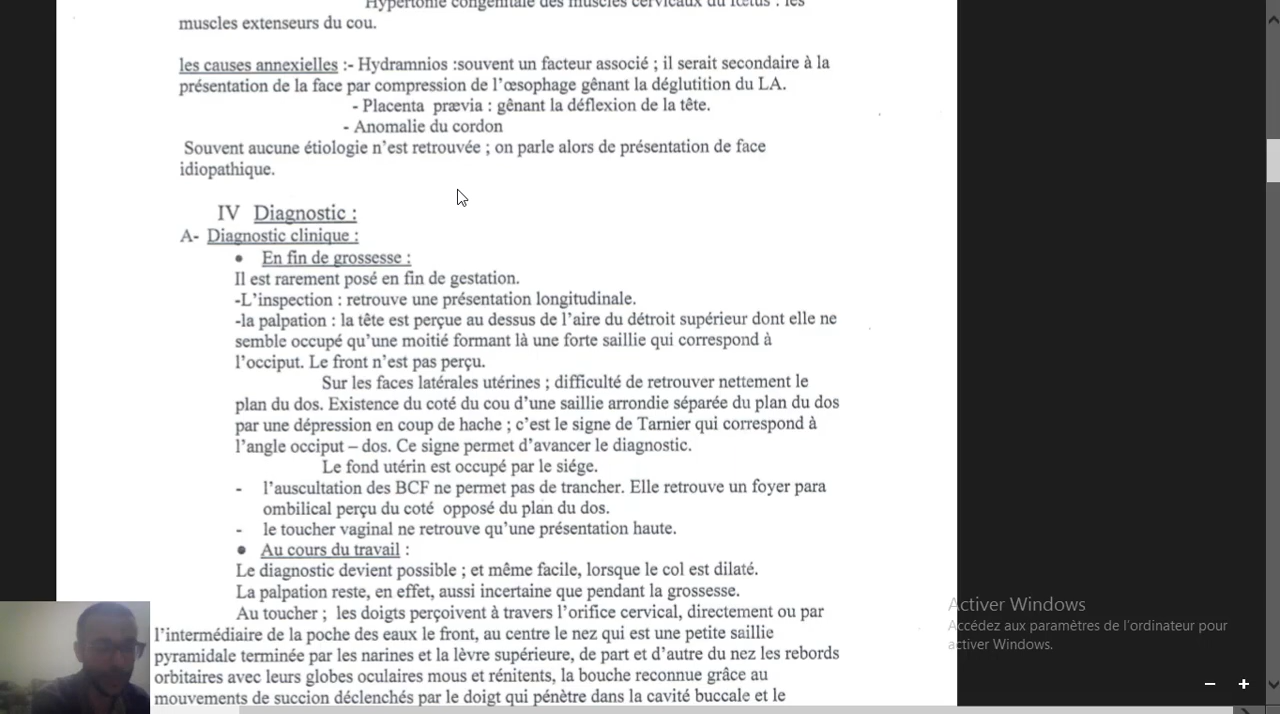 Hypertonie congénitale des muscles cervicaux du fœtus : les
muscles extenseurs du cou.
les causes annexielles :- Hydramnios :souvent un facteur associé ; il serait secondaire à la
présentation de la face par compression de l'œsophage gênant la déglutition du LA.
- Placenta prævia : gênant la déflexion de la tête.
- Anomalie du cordon
Souvent aucune étiologie n'est retrouvée ; on parle alors de présentation de face
idiopathique.
IV Diagnostic :
A- Diagnostic clinique :
• En fin de grossesse :
Il est rarement posé en fin de gestation.
-L'inspection : retrouve une présentation longitudinale.
-la palpation : la tête est perçue au dessus de l'aire du détroit supérieur dont elle ne
semble occupé qu'une moitié formant là une forte saillie qui correspond à
l'occiput. Le front n'est pas perçu.
Sur les faces latérales utérines ; difficulté de retrouver nettement le
plan du dos. Existence du coté du cou d'une saillie arrondie séparée du plan du dos
par une dépression en coup de hache ; c'est le signe de Tarnier qui correspond à
l'angle occiput – dos. Ce signe permet d'avancer le diagnostic.
Le fond utérin est occupé par le siége.
- l'auscultation des BCF ne permet pas de trancher. Elle retrouve un foyer para
ombilical perçu du coté opposé du plan du dos.
- le toucher vaginal ne retrouve qu'une présentation haute.
• Au cours du travail :
Le diagnostic devient possible ; et même facile, lorsque le col est dilaté.
La palpation reste, en effet, aussi incertaine que pendant la grossesse.
Au toucher ; les doigts perçoivent à travers l'orifice cervical, directement ou par
l'intermédiaire de la poche des eaux le front, au centre le nez qui est une petite saillie
pyramidale terminée par les narines et la lèvre supérieure, de part et d'autre du nez les rebords
orbitaires avec leurs globes oculaires mous et rénitents, la bouche reconnue grâce au
mouvements de succion déclenchés par le doigt qui pénètre dans la cavité buccale et le
Activer Windows
Accédez aux paramètres de l'ordinateur pour
activer Windows.